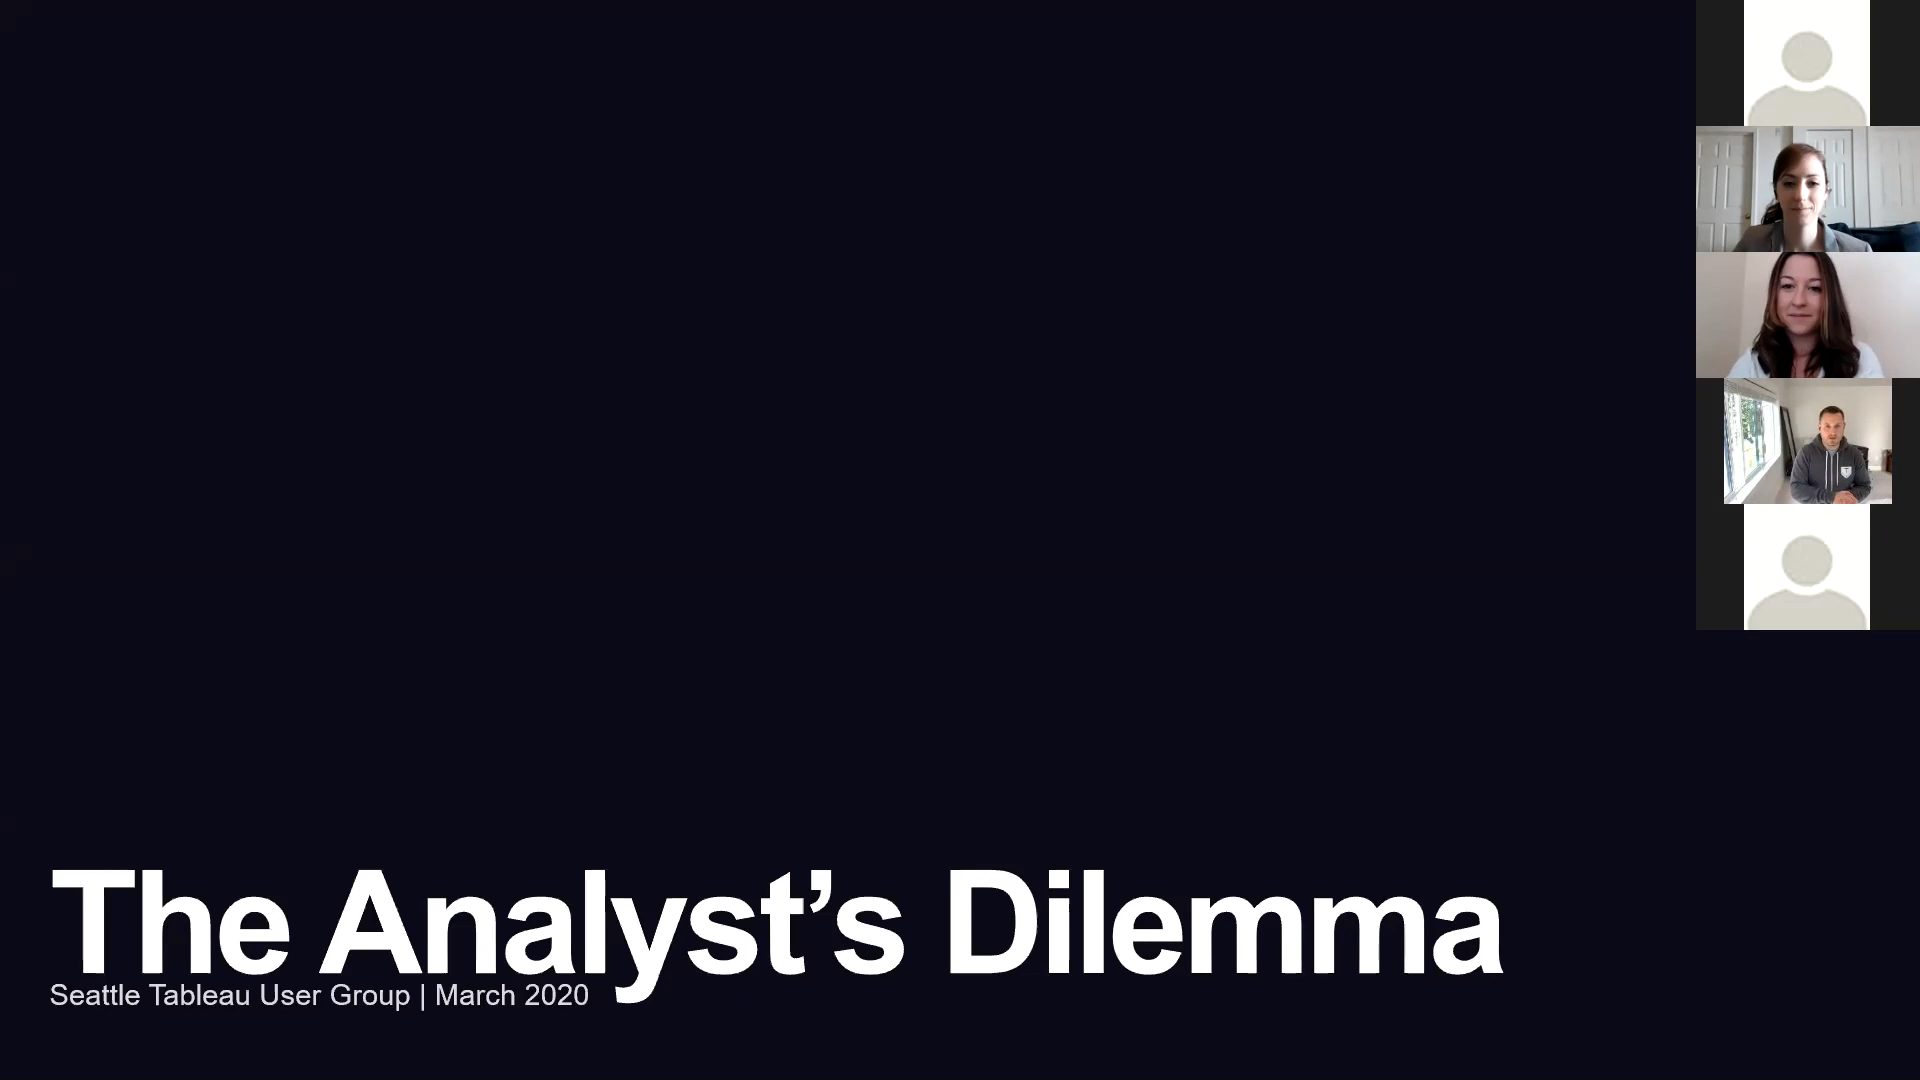 The Analyst’s Dilemma
Seattle Tableau User Group | March 2020